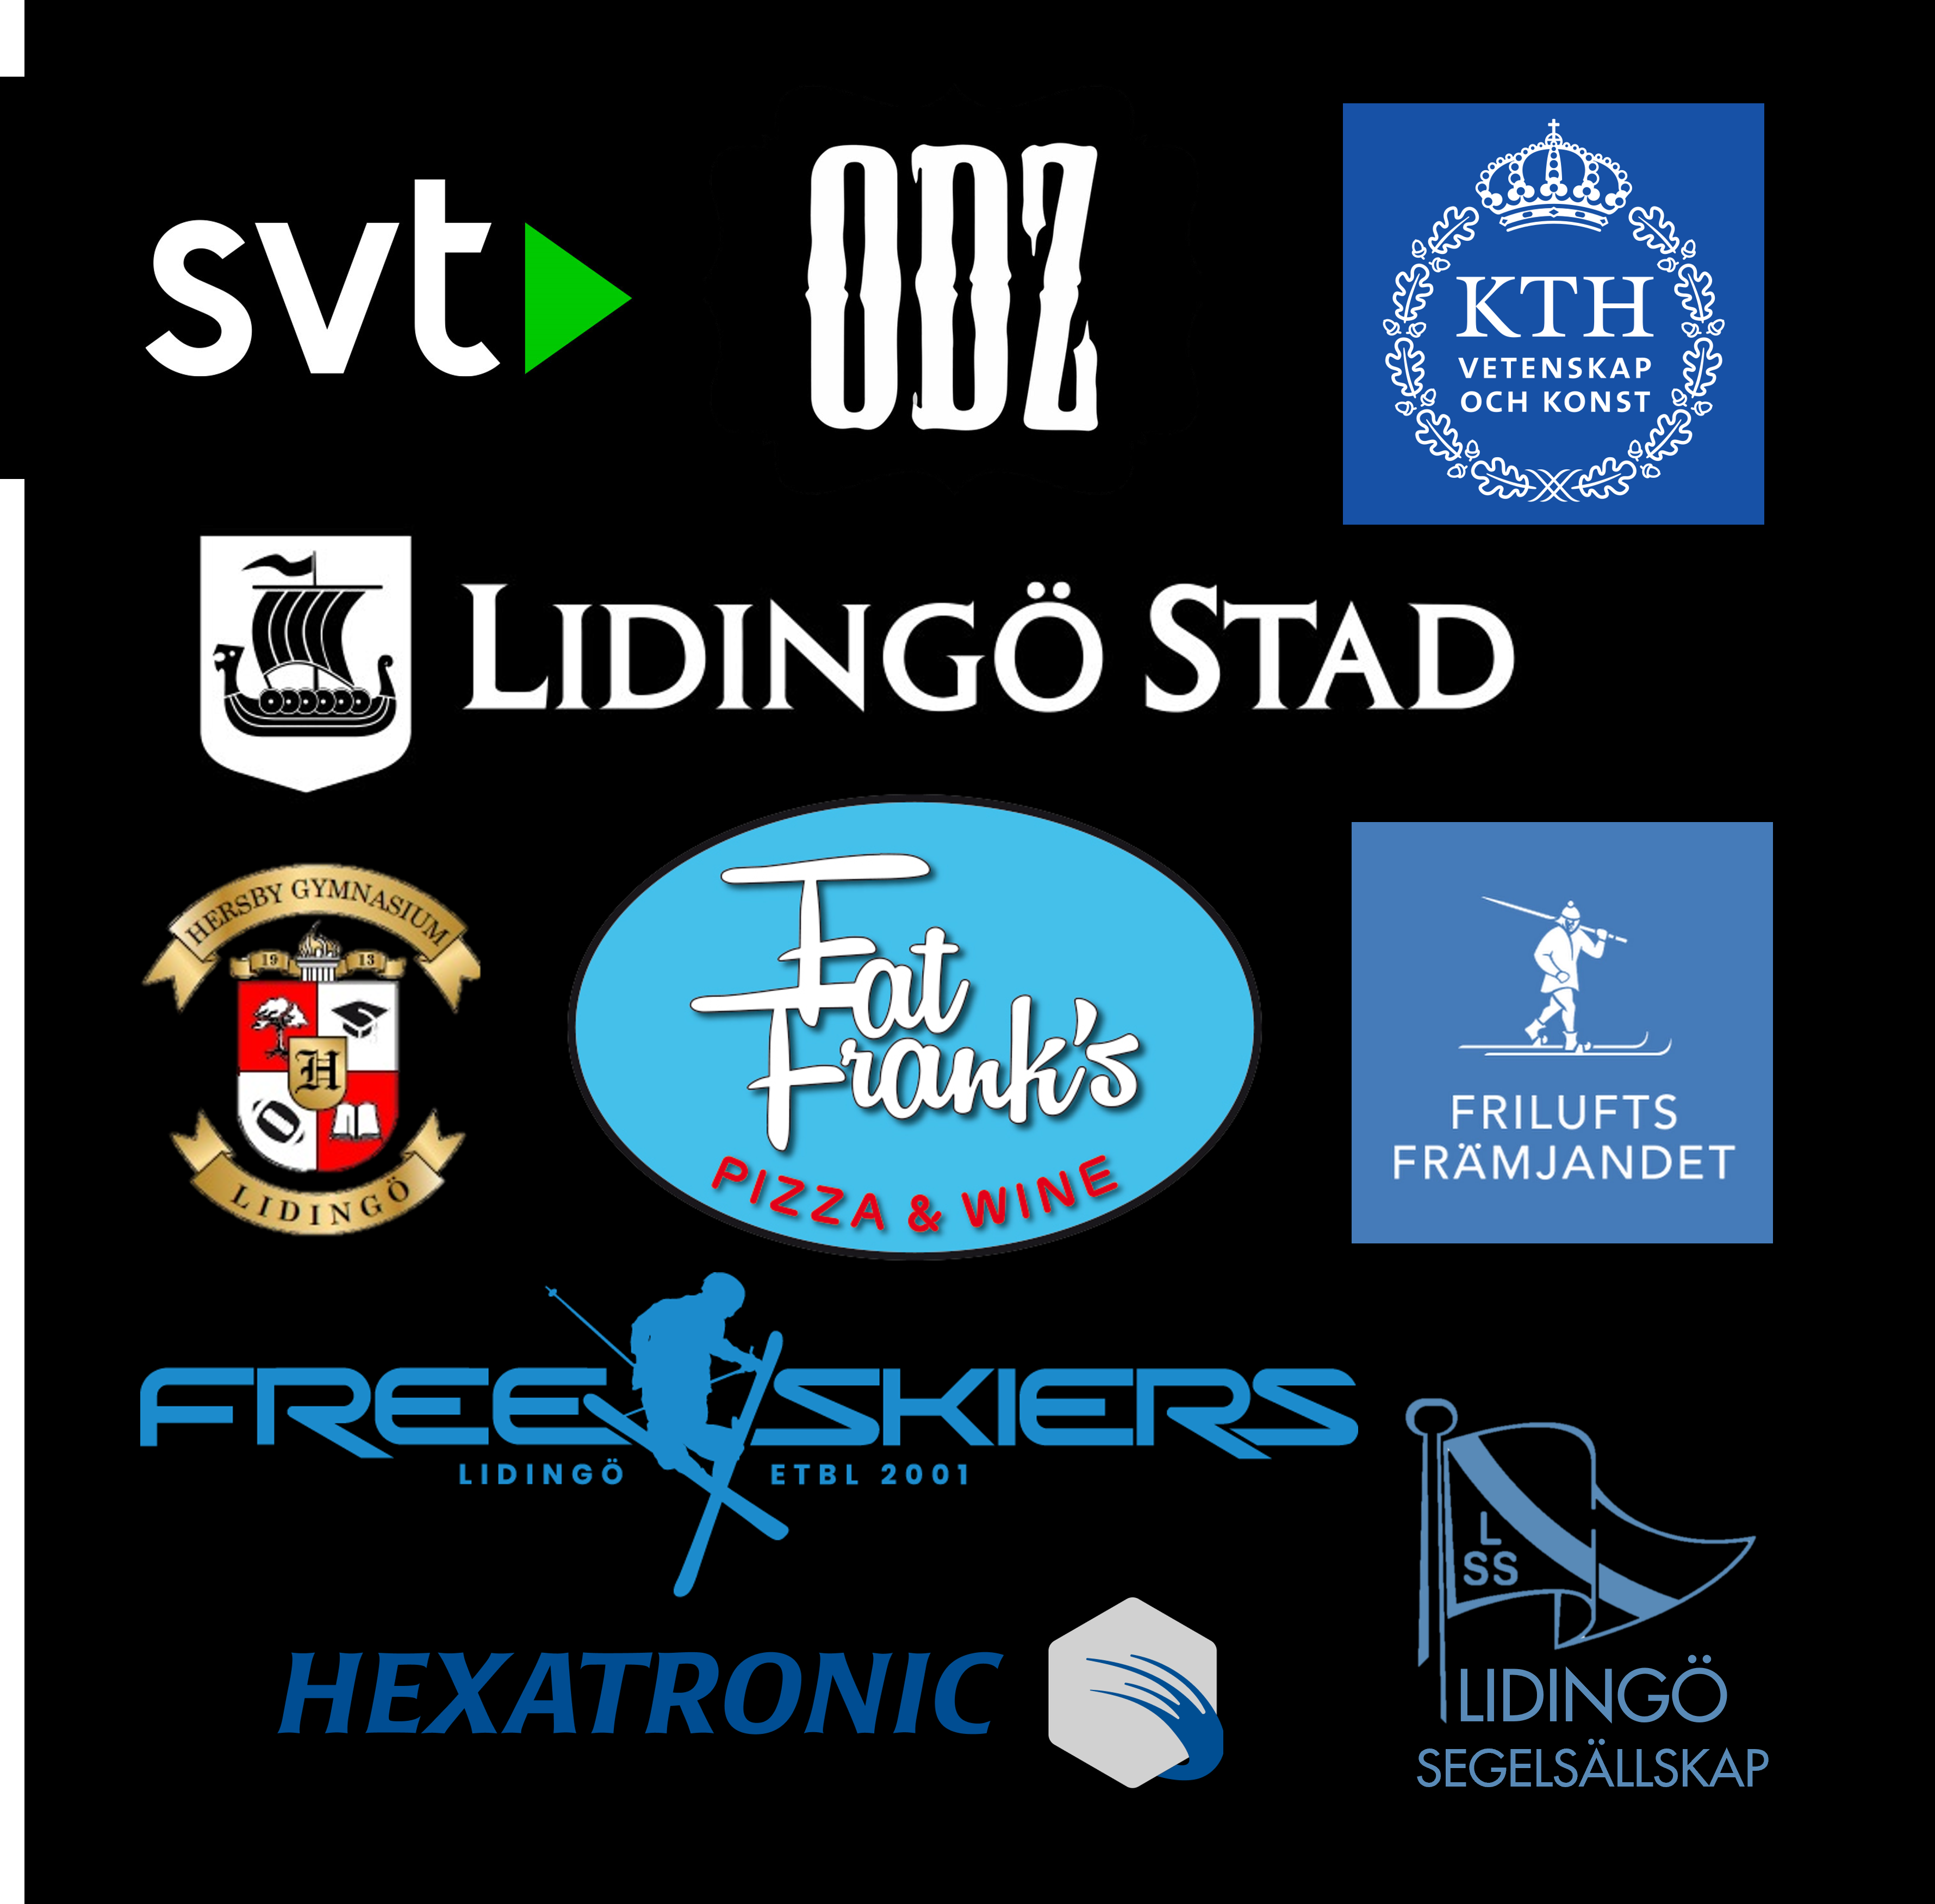 svt
ODZ
KTH
VETENSKAP
OCH KONST
LIDINGÖ STAD
HERSBY GYMNASIUM
19 13
H
LIDINGÖ
Fat
Frank's
PIZZA & WINE
FRILUFTS
FRÄMJANDET
FREESKIERS
LIDINGÖ ETBL 2001
L
SS
LIDINGÖ
SEGELSÄLLSKAP
HEXATRONIC